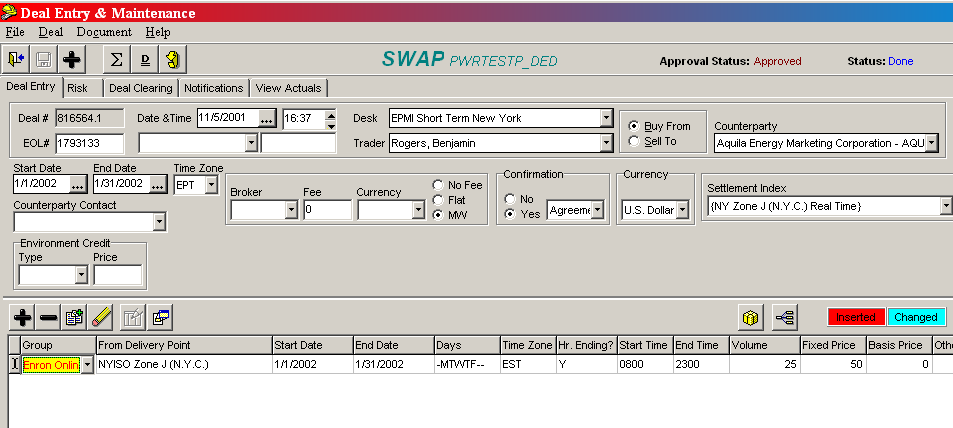 Deal Entry & Maintenance
File Deal Document Help
Σ D SWAP PWRTESTP_DED Approval Status: Approved Status: Done
Deal Entry Risk Deal Clearing Notifications View Actuals
Deal # 816564.1 Date &Time 11/5/2001 ... 16:37 Desk EPMI Short Term New York Buy From Counterparty
EOL# 1793133 Trader Rogers, Benjamin Sell To Aquila Energy Marketing Corporation - AQU
Start Date End Date Time Zone
1/1/2002 ... 1/31/2002 ... EPT
Broker Fee Currency No Fee Flat MW
0
Confirmation No Yes Agreeme
Currency U.S. Dollar
Settlement Index
{NY Zone J (N.Y.C.) Real Time}
Counterparty Contact
Environment Credit
Type Price
Inserted Changed
Group From Delivery Point Start Date End Date Days Time Zone Hr. Ending? Start Time End Time Volume Fixed Price Basis Price Othe
Enron Onlin NYISO Zone J (N.Y.C.) 1/1/2002 1/31/2002 -MTWTF-- EST Y 0800 2300 25 50 0